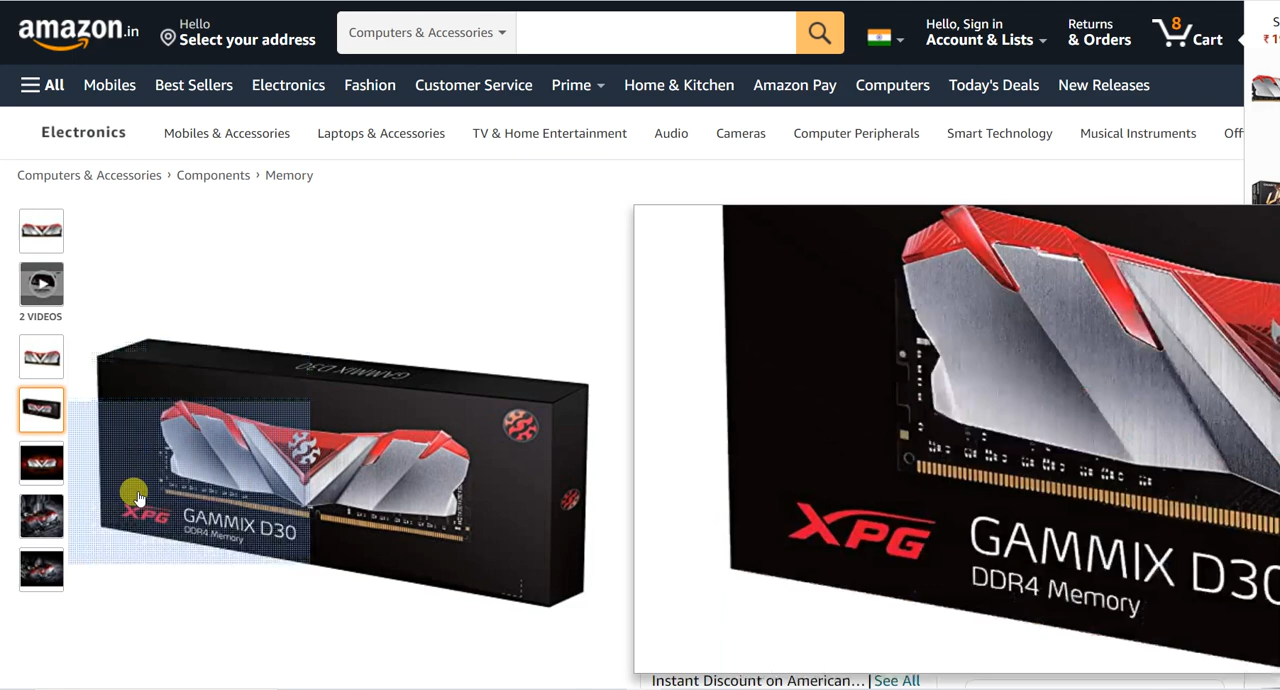 amazon.in
Hello
Select your address
Computers & Accessories
Hello, Sign in
Account & Lists
Returns
& Orders
8
Cart
All
Mobiles
Best Sellers
Electronics
Fashion
Customer Service
Prime
Home & Kitchen
Amazon Pay
Computers
Today's Deals
New Releases
Electronics
Mobiles & Accessories
Laptops & Accessories
TV & Home Entertainment
Audio
Cameras
Computer Peripherals
Smart Technology
Musical Instruments
Off
Computers & Accessories › Components › Memory
2 VIDEOS
GAMMIX D30
XPG
GAMMIX D30
DDR4 Memory
XPG
GAMMIX D30
DDR4 Memory
Instant Discount on American… | See All